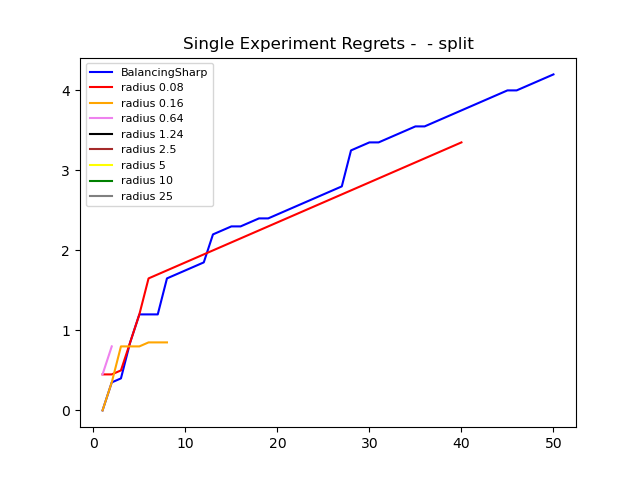 Single Experiment Regrets -  - split
BalancingSharp
radius 0.08
radius 0.16
radius 0.64
radius 1.24
radius 2.5
radius 5
radius 10
radius 25
4
3
2
1
0
0 10 20 30 40 50